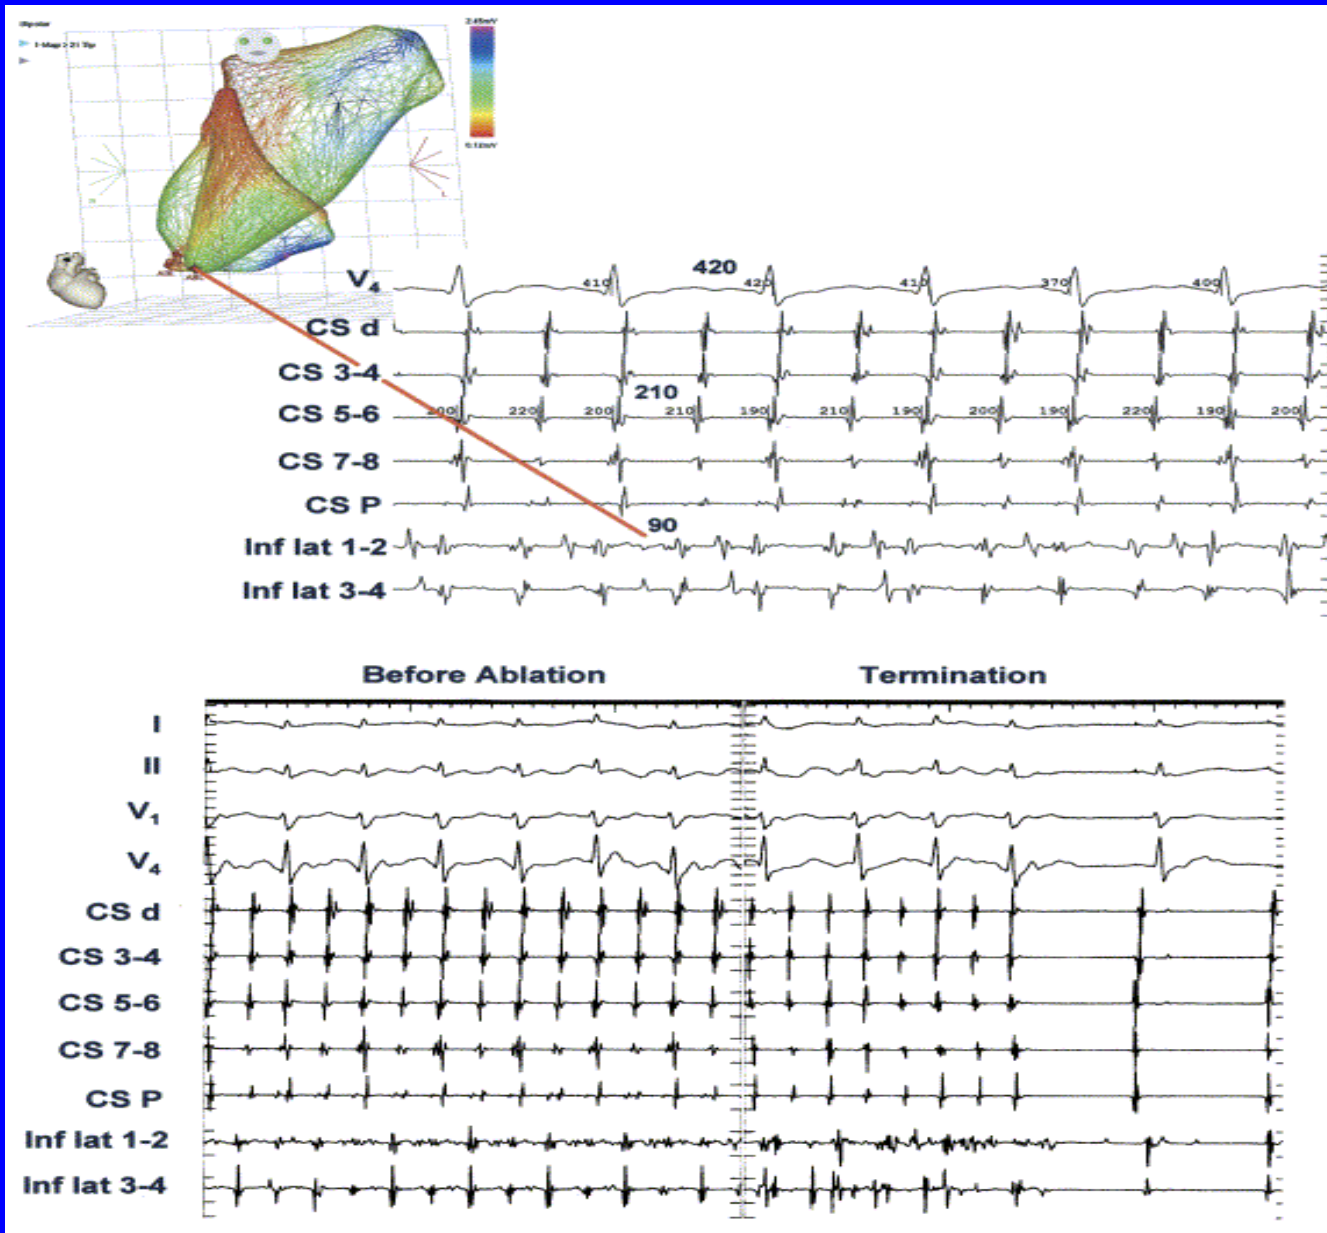 Bipolar
2.45mV
V4
410
420
420
410
370
400
CS d
CS 3-4
210
CS 5-6
200
220
200
210
190
210
190
200
190
220
190
200
CS 7-8
CS P
90
Inf lat 1-2
Inf lat 3-4
Before Ablation
Termination
I
II
V1
V4
CS d
CS 3-4
CS 5-6
CS 7-8
CS P
Inf lat 1-2
Inf lat 3-4